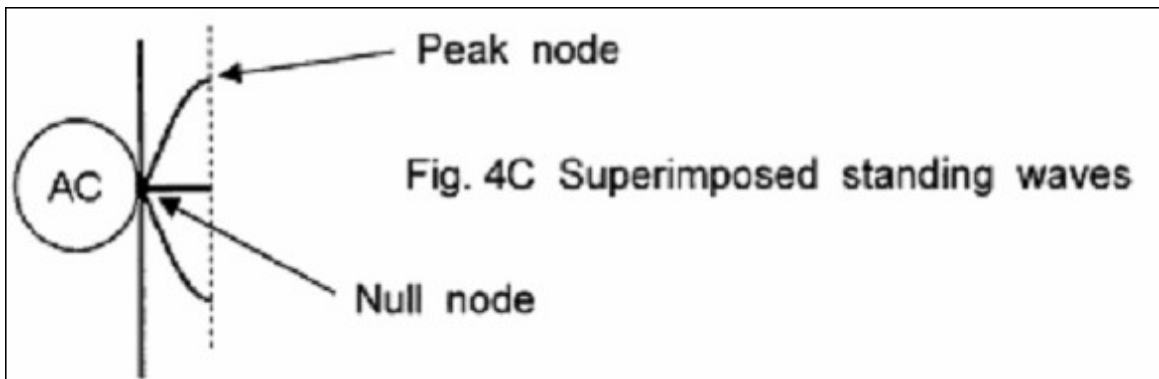 Peak node
AC
Fig. 4C Superimposed standing waves
Null node